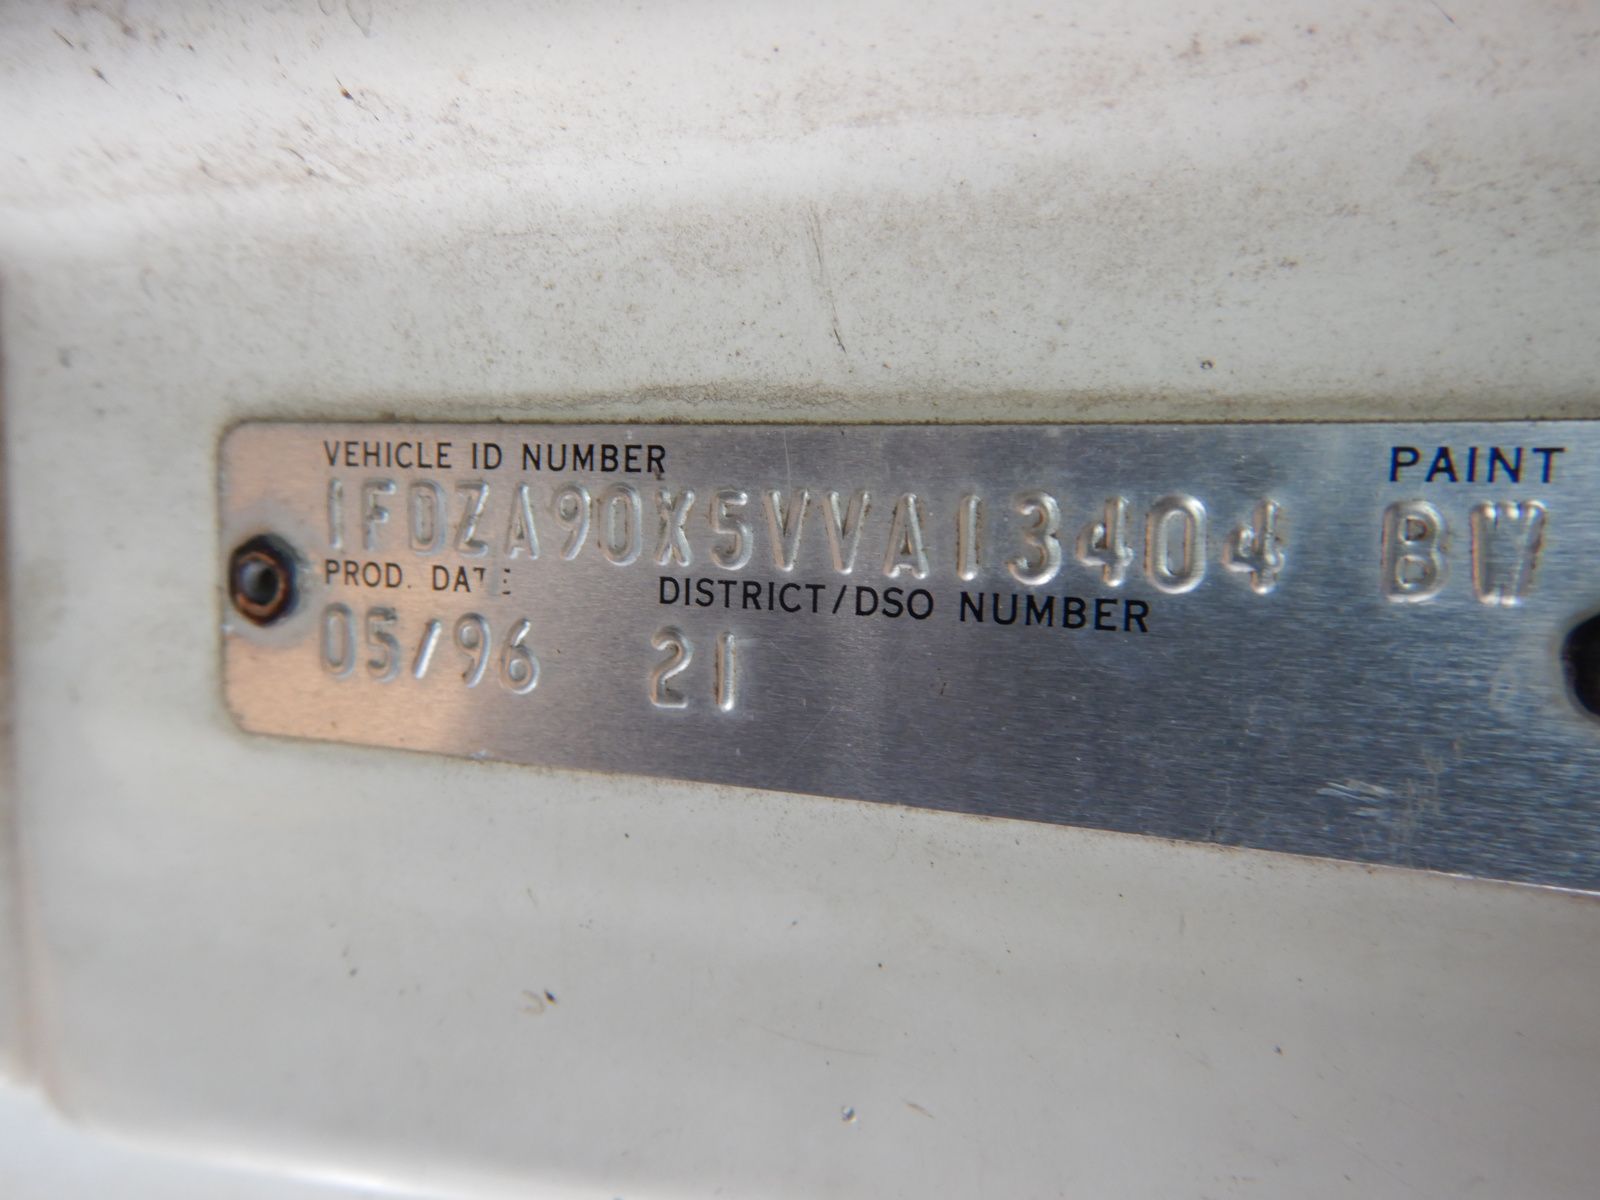 VEHICLE ID NUMBER PAINT
1FDZA90X5VVA13404 BW
PROD. DATE DISTRICT/DSO NUMBER
05/96 21